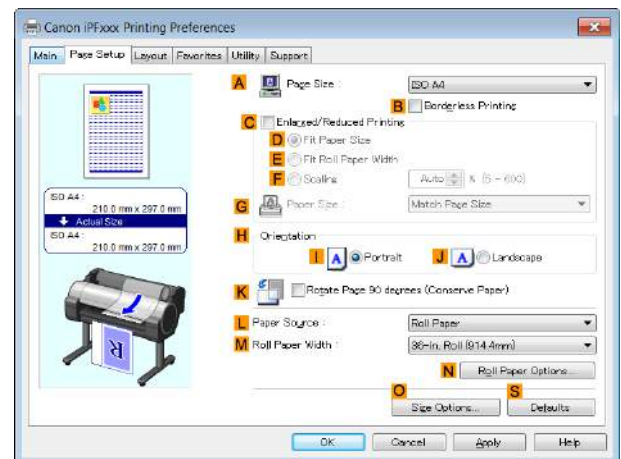 Canon iPFxxx Printing Preferences
Main Page Setup Layout Favorites Utility Support
A Page Size : ISO A4
B Borderless Printing
C Enlarged/Reduced Printing
D Fit Paper Size
E Fit Roll Paper Width
F Scaling Auto % (5 - 600)
ISO A4 :
210.0 mm x 297.0 mm
Actual Size
ISO A4 :
210.0 mm x 297.0 mm
G Paper Size : Match Page Size
H Orientation
I A Portrait J A Landscape
K Rotate Page 90 degrees (Conserve Paper)
L Paper Source : Roll Paper
M Roll Paper Width : 36-in. Roll (914.4mm)
R
N Roll Paper Options...
O S
Size Options... Defaults
OK Cancel Apply Help